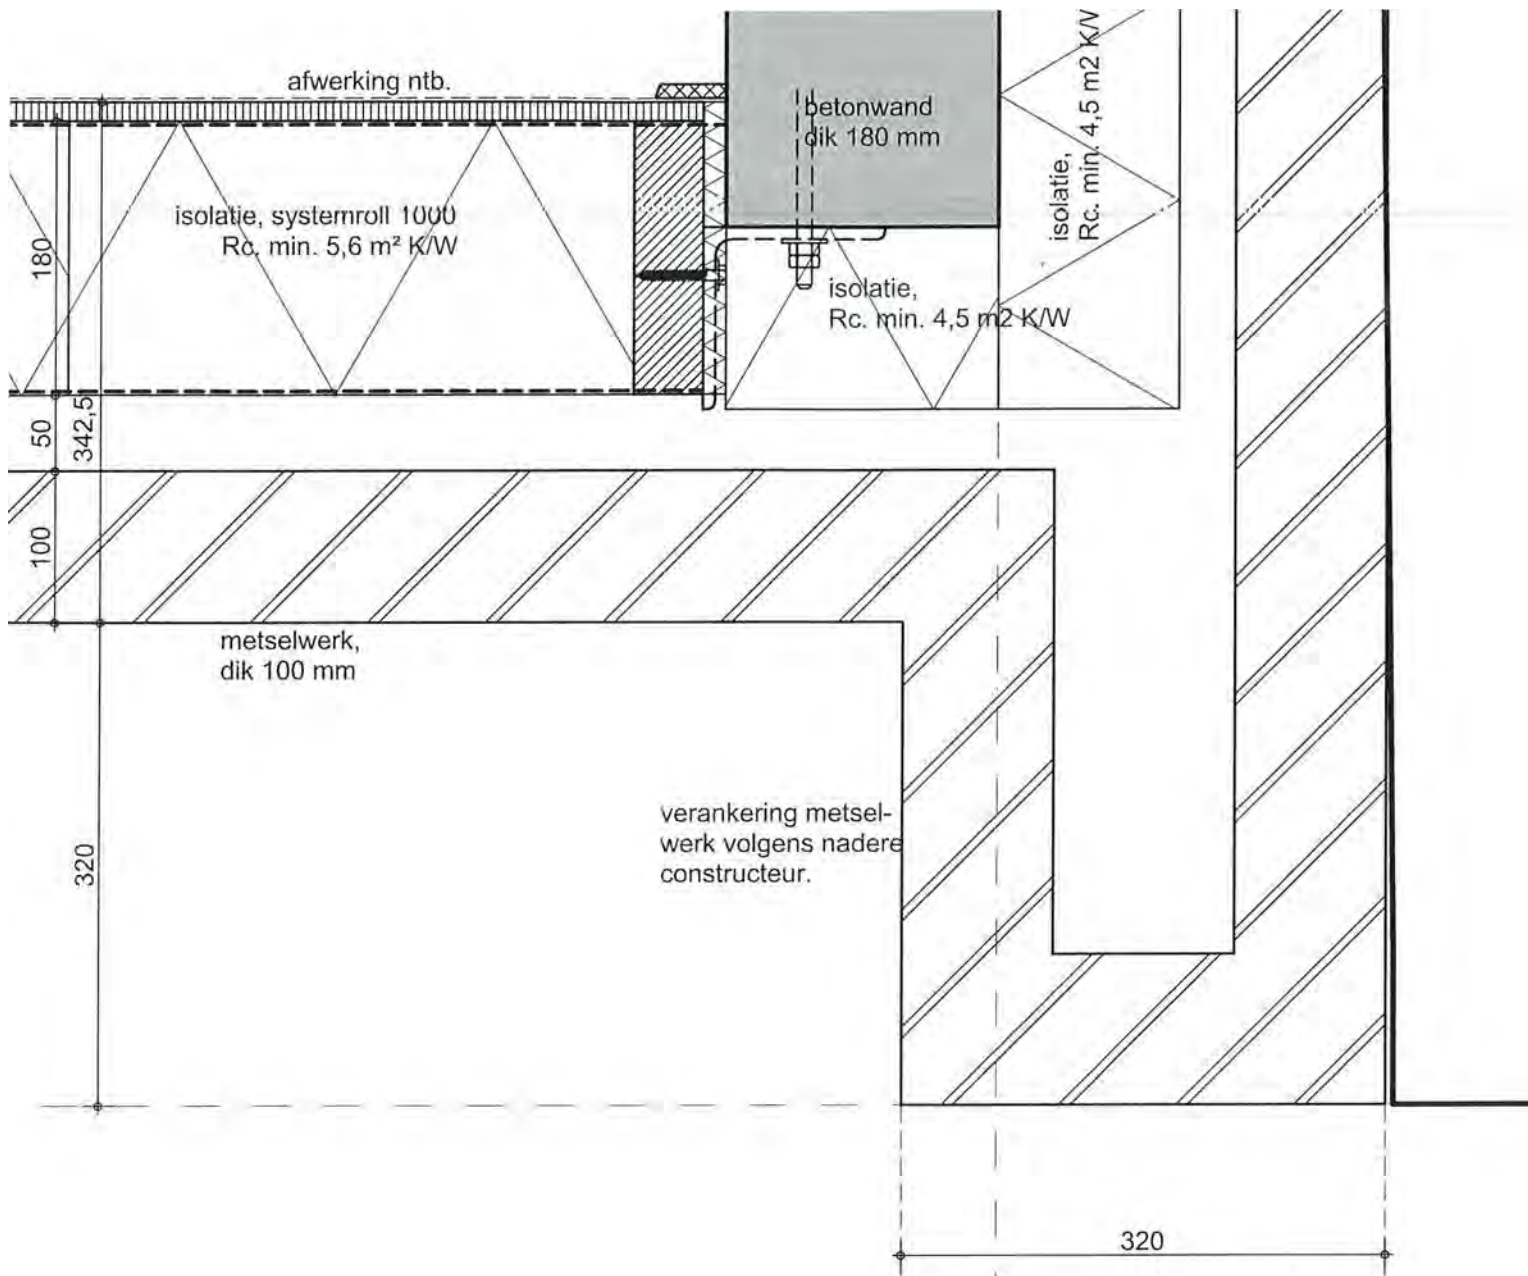 afwerking ntb.
betonwand
dik 180 mm
isolatie,
Rc. min. 4,5 m2 K/W
isolatie, systemroll 1000
Rc. min. 5,6 m² K/W
180
isolatie,
Rc. min. 4,5 m2 K/W
50
342,5
100
metselwerk,
dik 100 mm
verankering metsel-
werk volgens nadere
constructeur.
320
320